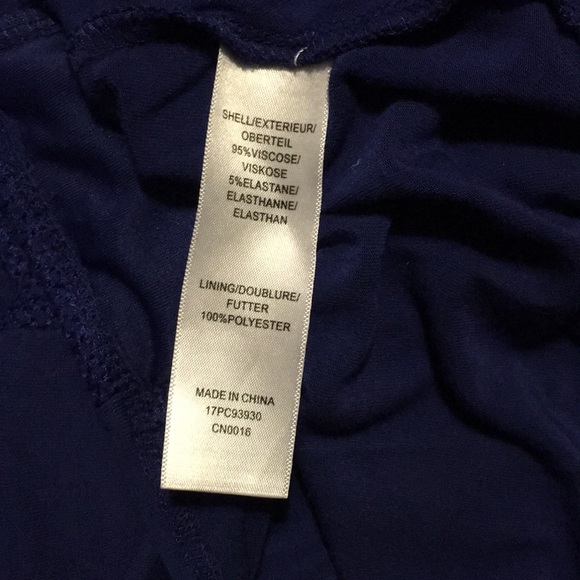 SHELL/EXTERIEUR/
OBERTEIL
95%VISCOSE/
VISKOSE
5%ELASTANE/
ELASTHANNE/
ELASTHAN
LINING/DOUBLURE/
FUTTER
100%POLYESTER
MADE IN CHINA
17PC93930
CN0016